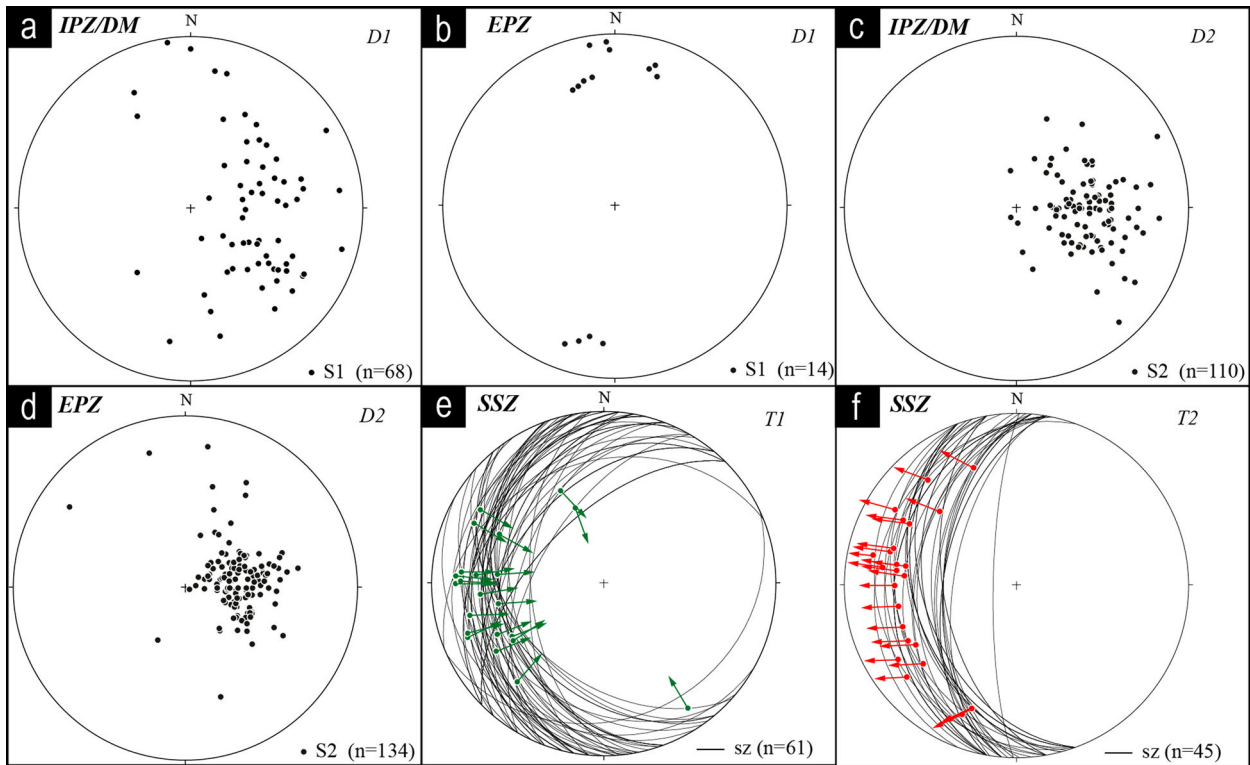 a IPZ/DM D1
N
S1 (n=68)
b EPZ D1
N
S1 (n=14)
c IPZ/DM D2
N
S2 (n=110)
d EPZ D2
N
S2 (n=134)
e SSZ T1
N
sz (n=61)
f SSZ T2
N
sz (n=45)